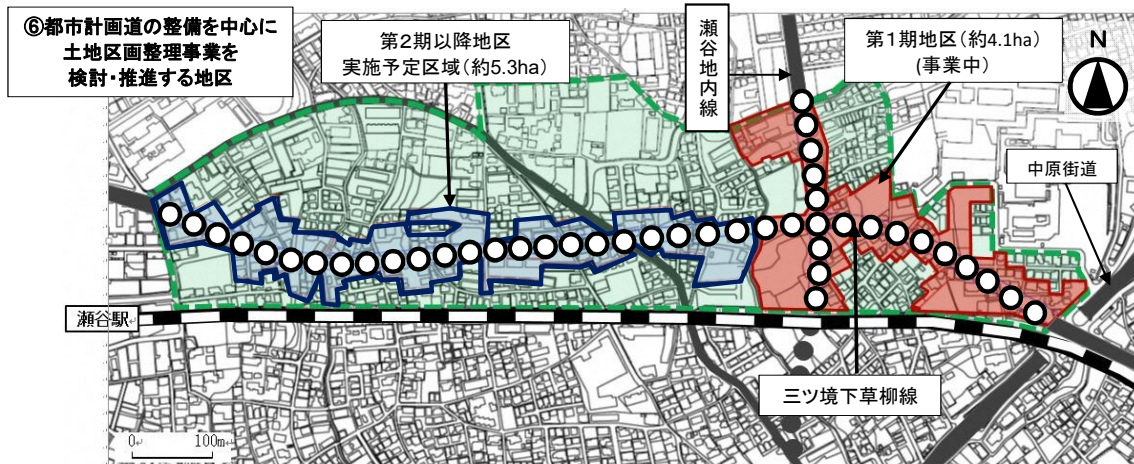 ⑥都市計画道の整備を中心に
土地区画整理事業を
検討・推進する地区
第2期以降地区
実施予定区域(約5.3ha)
瀬谷地内線
第1期地区(約4.1ha)
(事業中)
N
中原街道
瀬谷駅
三ツ境下草柳線
0 100m